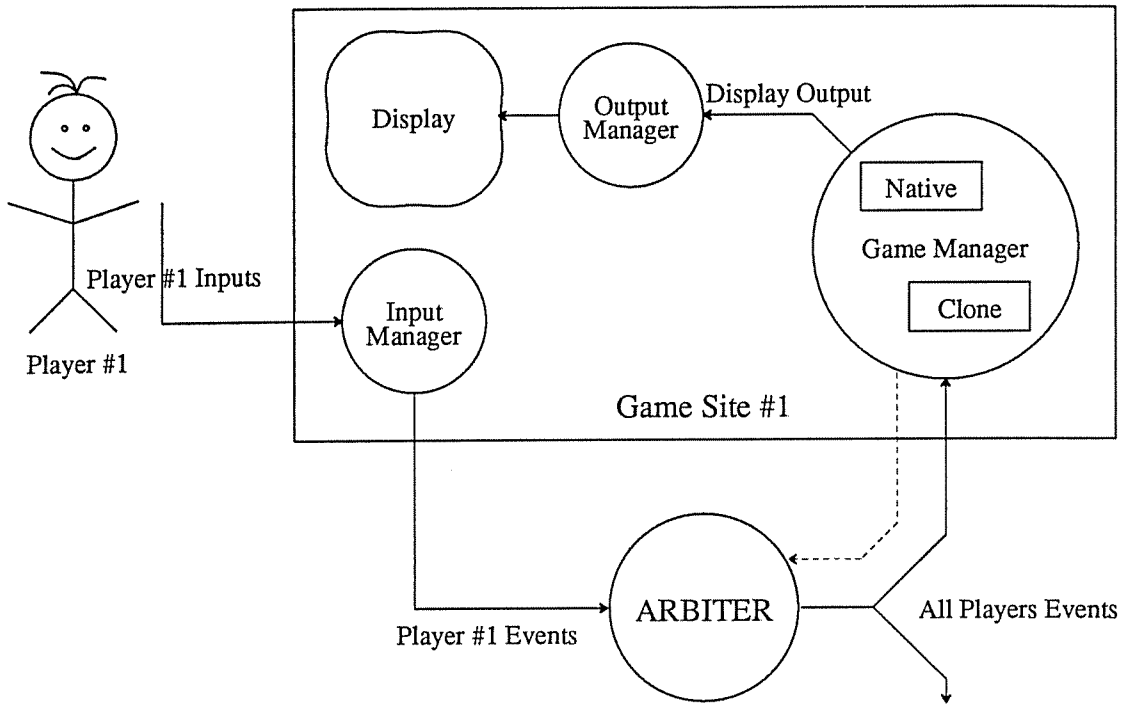 Display
Output
Manager
Display Output
Native
Game Manager
Clone
Player #1 Inputs
Input
Manager
Player #1
Game Site #1
ARBITER
Player #1 Events
All Players Events